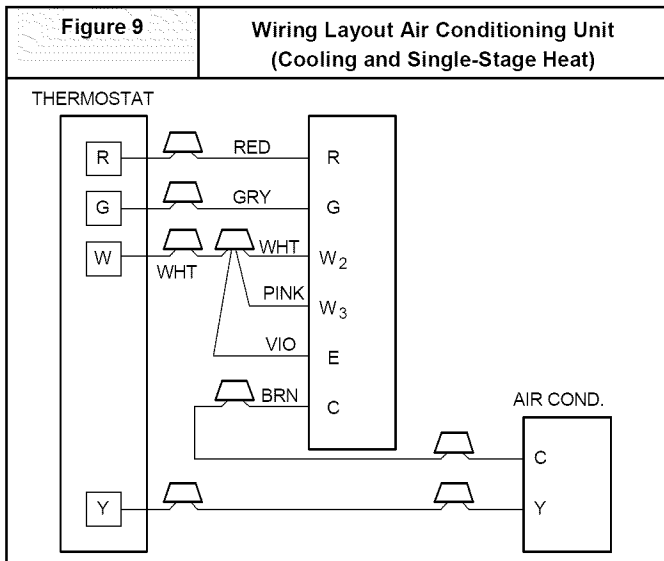 Figure 9
Wiring Layout Air Conditioning Unit
(Cooling and Single-Stage Heat)
THERMOSTAT
R RED R
G GRY G
W WHT WHT W2
PINK W3
VIO E
BRN C
AIR COND.
C
Y Y